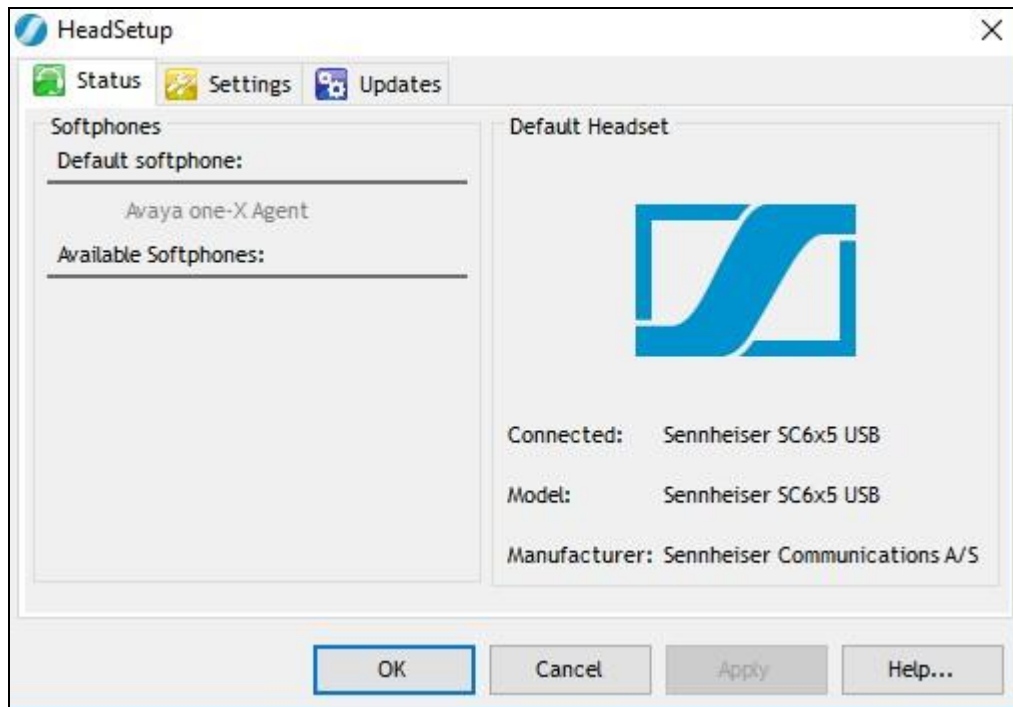 HeadSetup
Status Settings Updates
Softphones
Default softphone:
Avaya one-X Agent
Available Softphones:
Default Headset
Connected: Sennheiser SC6x5 USB
Model: Sennheiser SC6x5 USB
Manufacturer: Sennheiser Communications A/S
OK Cancel Apply Help...